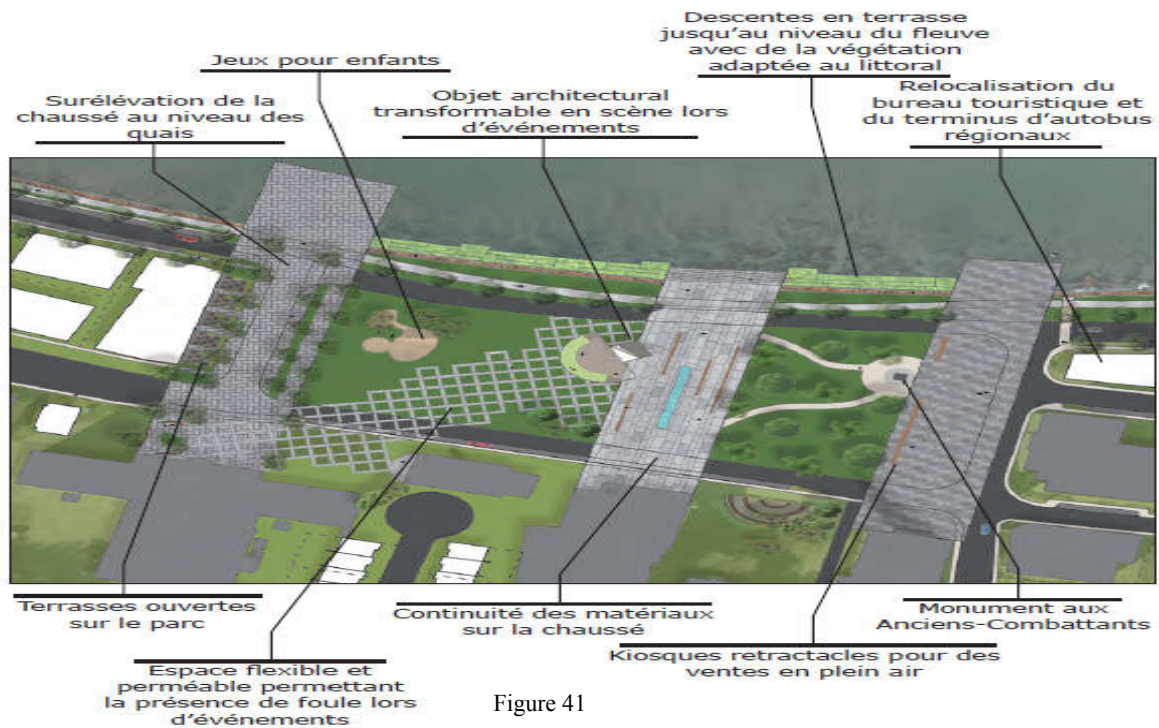 Descentes en terrasse
jusqu'au niveau du fleuve
avec de la végétation
adaptée au littoral
Jeux pour enfants
Surélévation de la
chaussé au niveau des
quais
Objet architectural
transformable en scène lors
d'événements
Relocalisation du
bureau touristique et
du terminus d'autobus
régionaux
Terrasses ouvertes
sur le parc
Continuité des matériaux
sur la chaussé
Monument aux
Anciens-Combattants
Espace flexible et
perméable permettant
la présence de foule lors
d'événements
Kiosques retractacles pour des
ventes en plein air
Figure 41